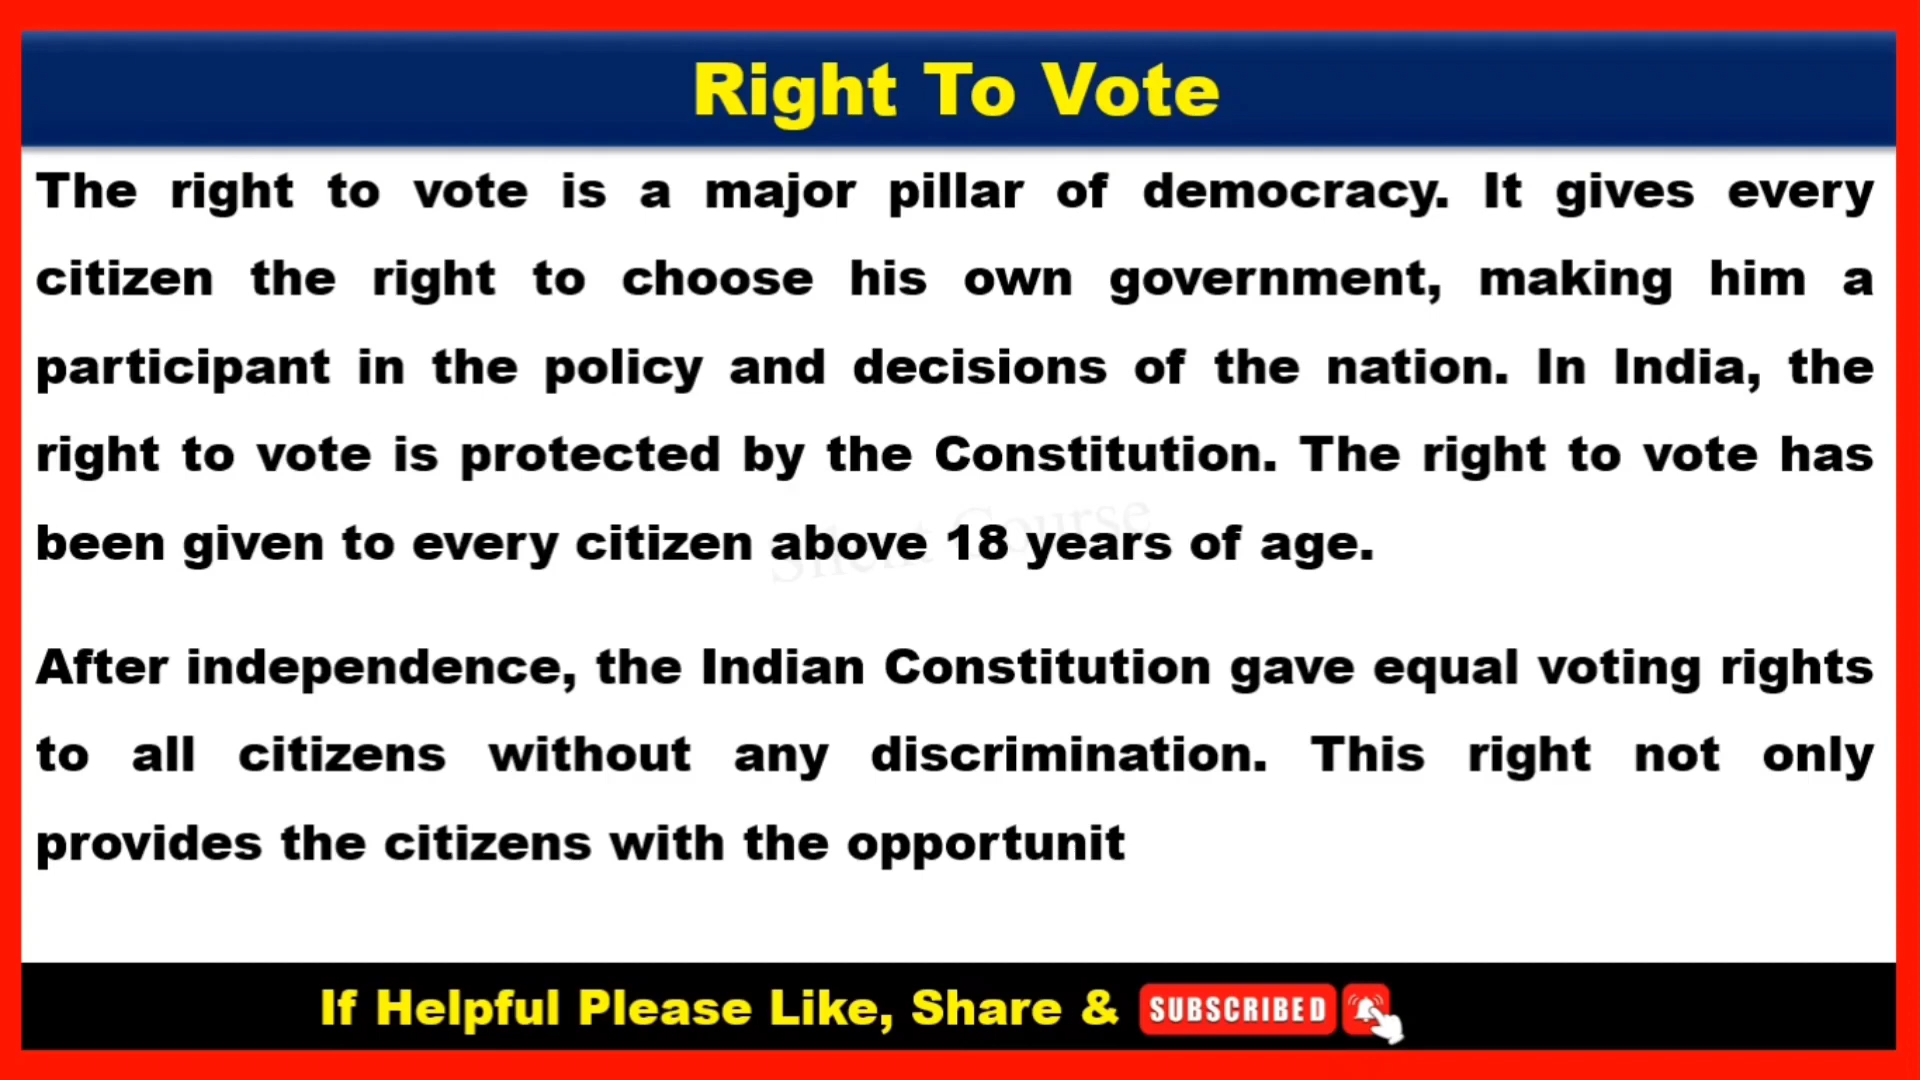 Right To Vote
The right to vote is a major pillar of democracy. It gives every
citizen the right to choose his own government, making him a
participant in the policy and decisions of the nation. In India, the
right to vote is protected by the Constitution. The right to vote has
been given to every citizen above 18 years of age.
Silent Course
After independence, the Indian Constitution gave equal voting rights
to all citizens without any discrimination. This right not only
provides the citizens with the opportunit
If Helpful Please Like, Share & SUBSCRIBED